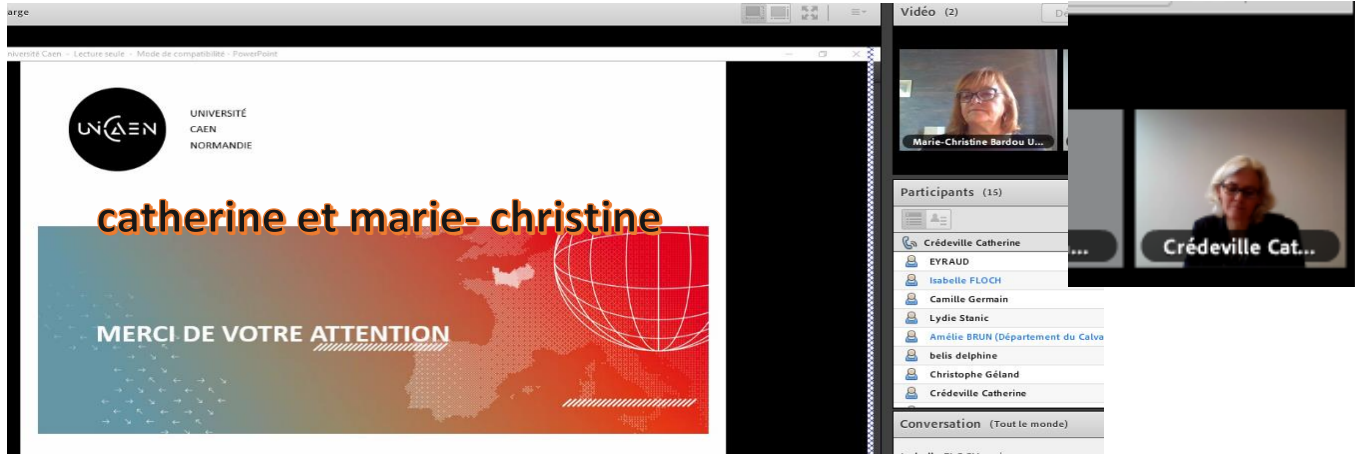 arge
Université Caen - Lecture seule - Mode de compatibilité - PowerPoint
UNICAEN
UNIVERSITÉ
CAEN
NORMANDIE
catherine et marie- christine
MERCI DE VOTRE ATTENTION
Vidéo (2)
Marie-Christine Bardou U...
Participants (15)
Crédeville Catherine
EYRAUD
Isabelle FLOCH
Camille Germain
Lydie Stanic
Amélie BRUN (Département du Calva
belis delphine
Christophe Géland
Crédeville Catherine
Conversation (Tout le monde)
Crédeville Cat...